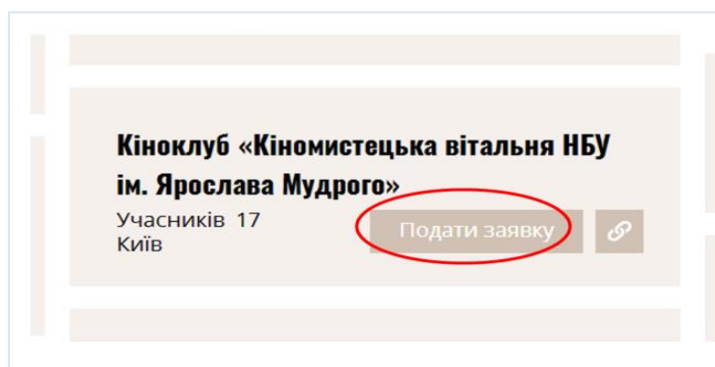 Кіноклуб «Кіномистецька вітальня НБУ
ім. Ярослава Мудрого»
Учасників 17
Київ
Подати заявку